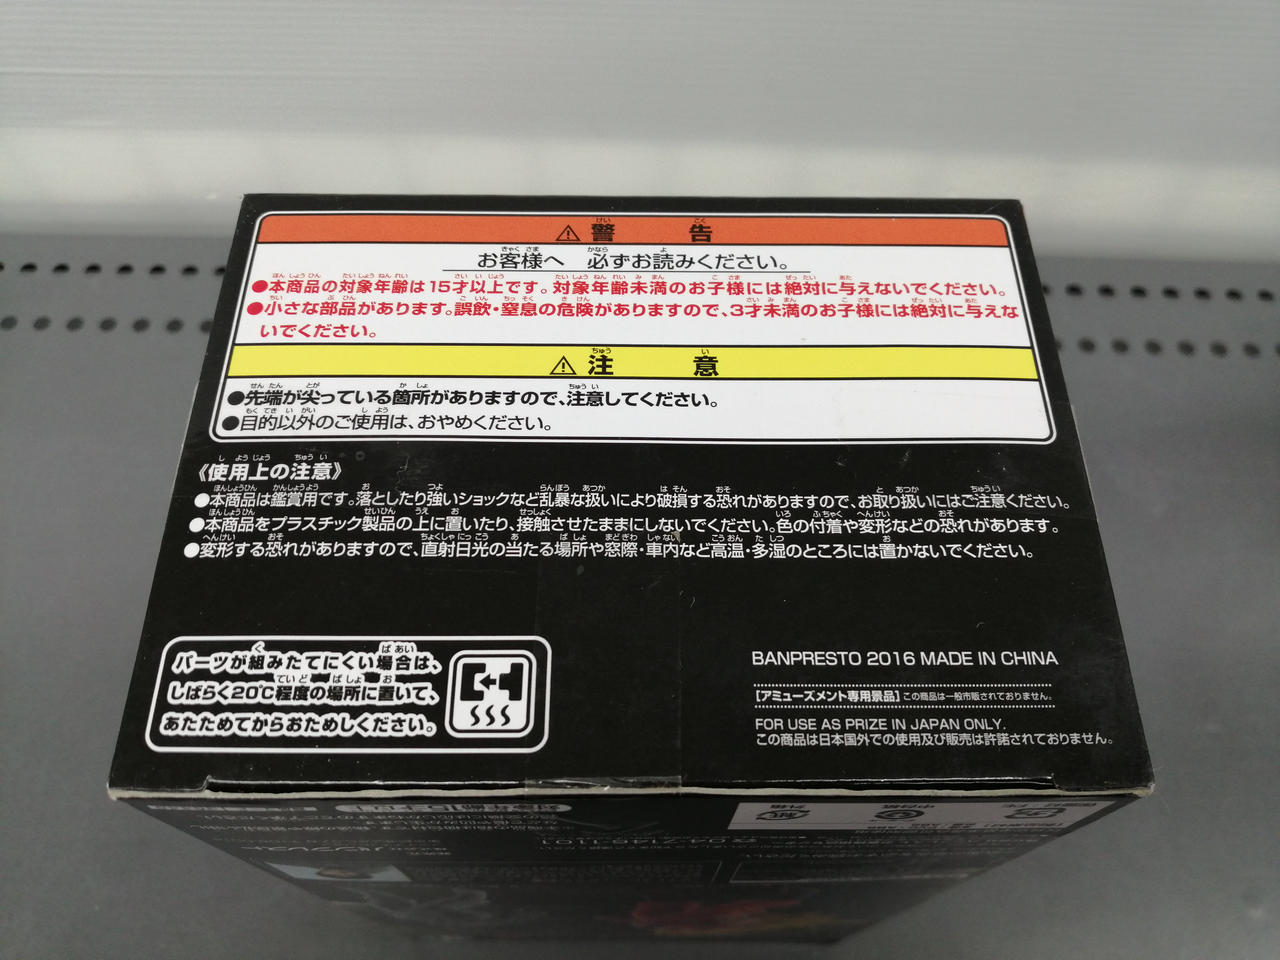 ⚠警告
お客様へ 必ずお読みください。
●本商品の対象年齢は15才以上です。対象年齢未満のお子様には絶対に与えないでください。
●小さな部品があります。誤飲・窒息の危険がありますので、3才未満のお子様には絶対に与えな
いでください。
⚠注意
●先端が尖っている箇所がありますので、注意してください。
●目的以外のご使用は、おやめください。
《使用上の注意》
●本商品は鑑賞用です。落としたり強いショックなど乱暴な扱いにより破損する恐れがありますので、お取り扱いにはご注意ください。
●本商品をプラスチック製品の上に置いたり、接触させたままにしないでください。色の付着や変形などの恐れがあります。
●変形する恐れがありますので、直射日光の当たる場所や窓際・車内など高温・多湿のところには置かないでください。
パーツが組みたてにくい場合は、
しばらく20℃程度の場所に置いて、
あたためてからおためしください。
BANPRESTO 2016 MADE IN CHINA
【アミューズメント専用景品】この商品は一般市販されておりません。
FOR USE AS PRIZE IN JAPAN ONLY.
この商品は日本国外での使用及び販売は許諾されておりません。